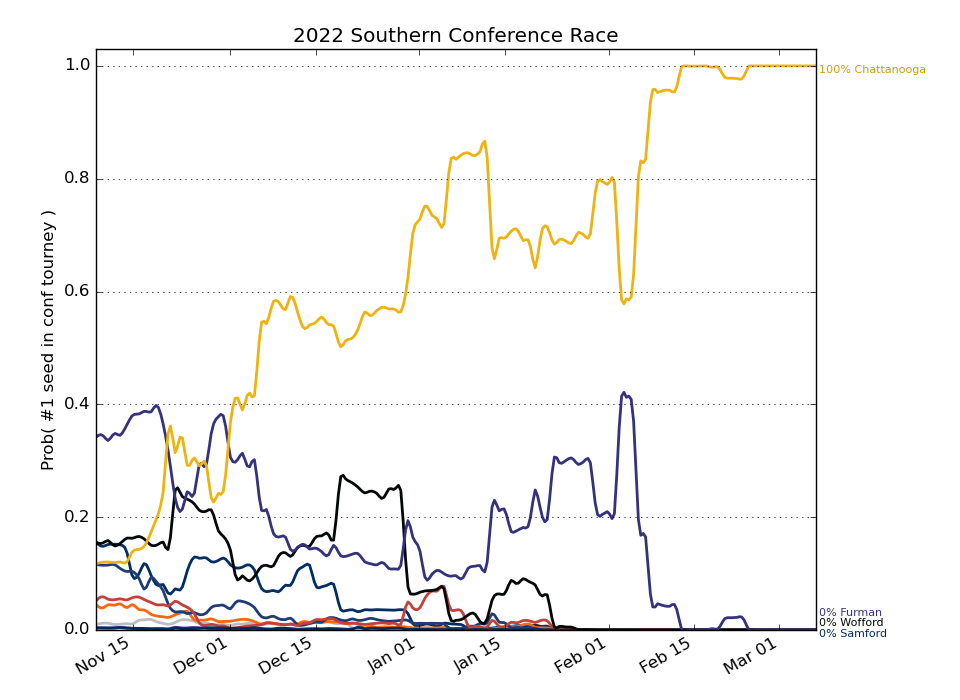 2022 Southern Conference Race
Prob( #1 seed in conf tourney )
1.0
0.8
0.6
0.4
0.2
0.0
Nov 15
Dec 01
Dec 15
Jan 01
Jan 15
Feb 01
Feb 15
Mar 01
100% Chattanooga
0% Furman
0% Wofford
0% Samford